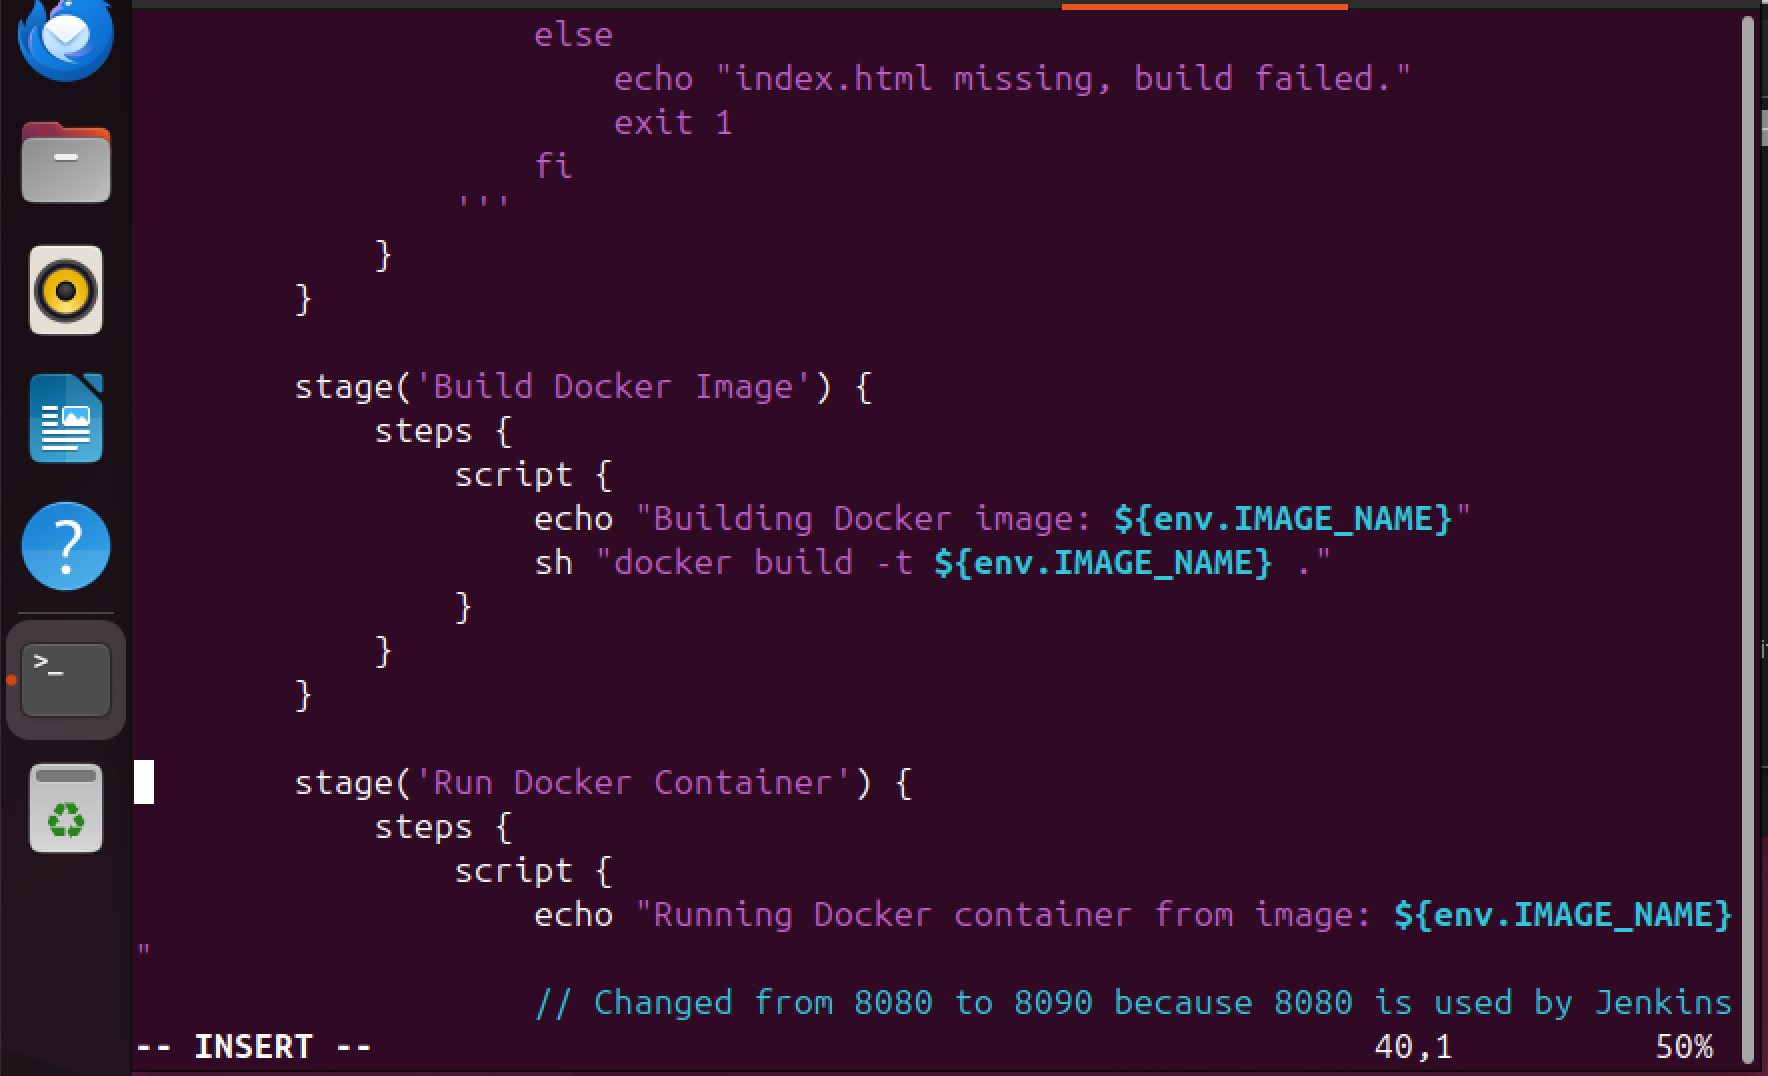 else
                        echo "index.html missing, build failed."
                        exit 1
                    fi
                '''
            }
        }

        stage('Build Docker Image') {
            steps {
                script {
                    echo "Building Docker image: ${env.IMAGE_NAME}"
                    sh "docker build -t ${env.IMAGE_NAME} ."
                }
            }
        }

        stage('Run Docker Container') {
            steps {
                script {
                    echo "Running Docker container from image: ${env.IMAGE_NAME}
"
                    // Changed from 8080 to 8090 because 8080 is used by Jenkins
-- INSERT -- 40,1 50%